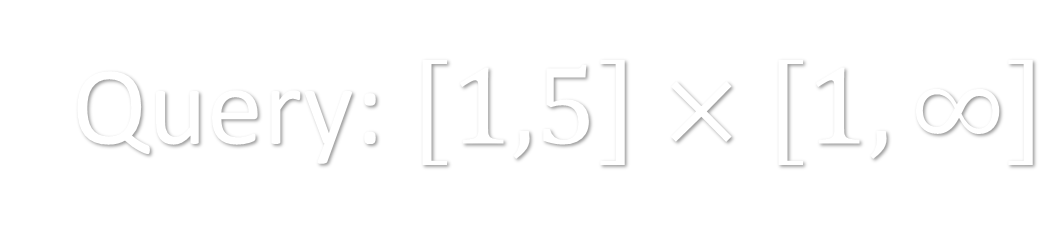 Query: [1,5] × [1, ∞]